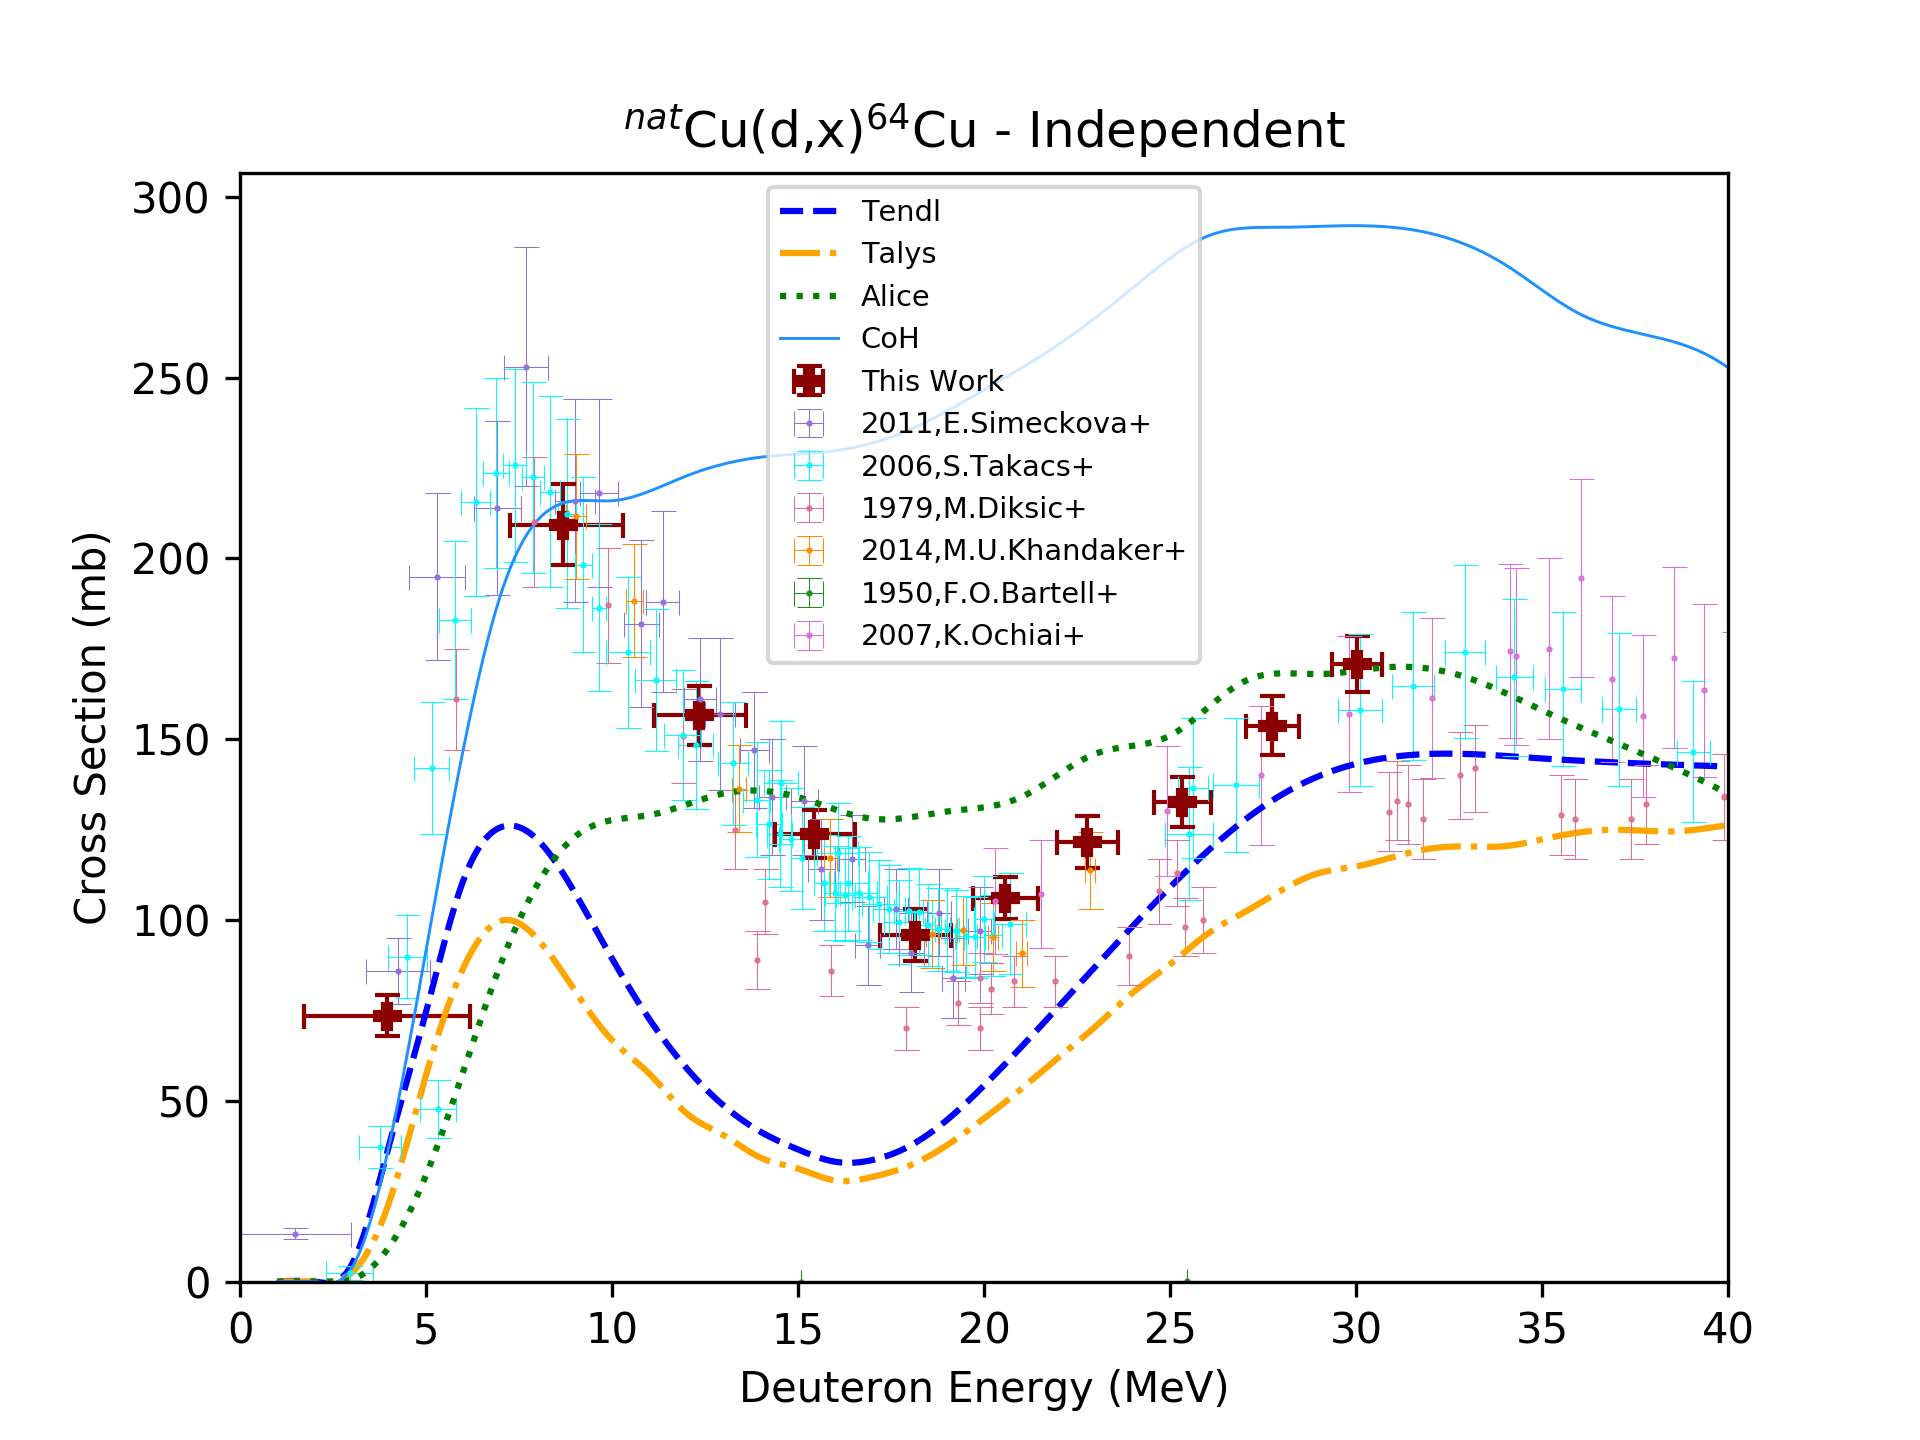 natCu(d,x)64Cu - Independent
300
250
200
150
100
50
0
Cross Section (mb)
Tendl
Talys
Alice
CoH
This Work
2011,E.Simeckova+
2006,S.Takacs+
1979,M.Diksic+
2014,M.U.Khandaker+
1950,F.O.Bartell+
2007,K.Ochiai+
0 5 10 15 20 25 30 35 40
Deuteron Energy (MeV)